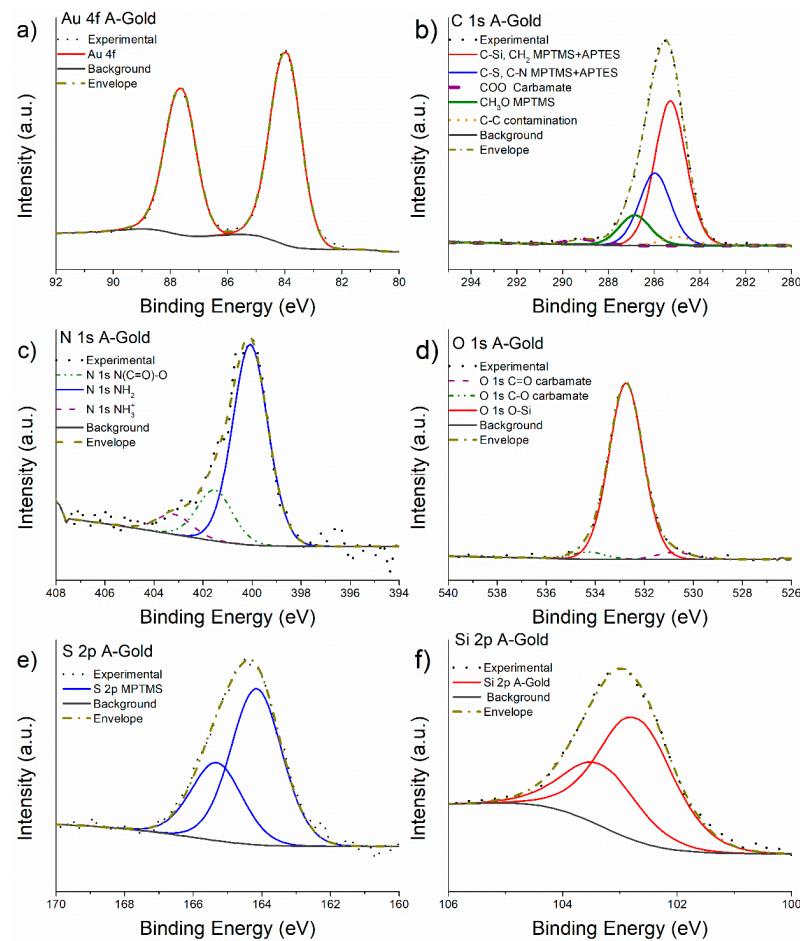 a)
Au 4f A-Gold
Experimental
Au 4f
Background
Envelope
Intensity (a.u.)
92 90 88 86 84 82 80
Binding Energy (eV)
b)
C 1s A-Gold
Experimental
C-Si, CH₂ MPTMS+APTES
C-S, C-N MPTMS+APTES
COO Carbamate
CH₃O MPTMS
C-C contamination
Background
Envelope
Intensity (a.u.)
296 294 292 290 288 286 284 282 280
Binding Energy (eV)
c)
N 1s A-Gold
Experimental
N 1s N(C=O)-O
N 1s NH₂
N 1s NH₃⁺
Background
Envelope
Intensity (a.u.)
408 406 404 402 400 398 396 394
Binding Energy (eV)
d)
O 1s A-Gold
Experimental
O 1s C=O carbamate
O 1s C-O carbamate
O 1s O-Si
Background
Envelope
Intensity (a.u.)
540 538 536 534 532 530 528 526
Binding Energy (eV)
e)
S 2p A-Gold
Experimental
S 2p MPTMS
Background
Envelope
Intensity (a.u.)
170 168 166 164 162 160
Binding Energy (eV)
f)
Si 2p A-Gold
Experimental
Si 2p A-Gold
Background
Envelope
Intensity (a.u.)
106 104 102 100
Binding Energy (eV)